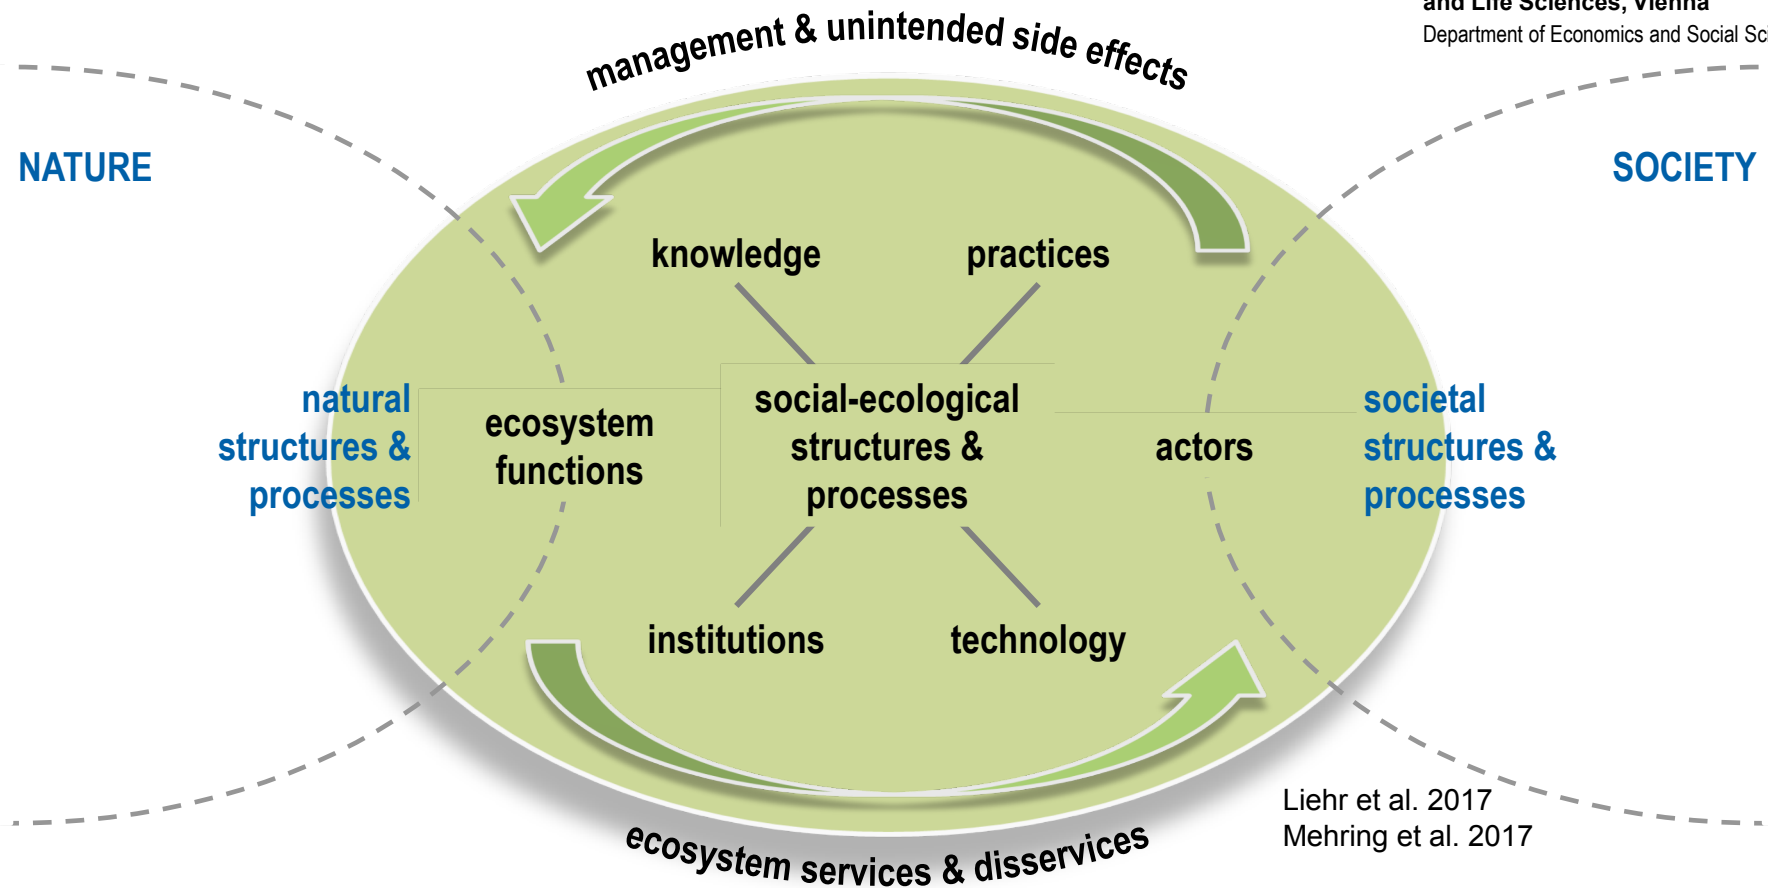 and Life Sciences, Vienna
Department of Economics and Social Sci
management & unintended side effects
NATURE
SOCIETY
knowledge
practices
natural
structures &
processes
ecosystem
functions
social-ecological
structures &
processes
actors
societal
structures &
processes
institutions
technology
Liehr et al. 2017
Mehring et al. 2017
ecosystem services & disservices